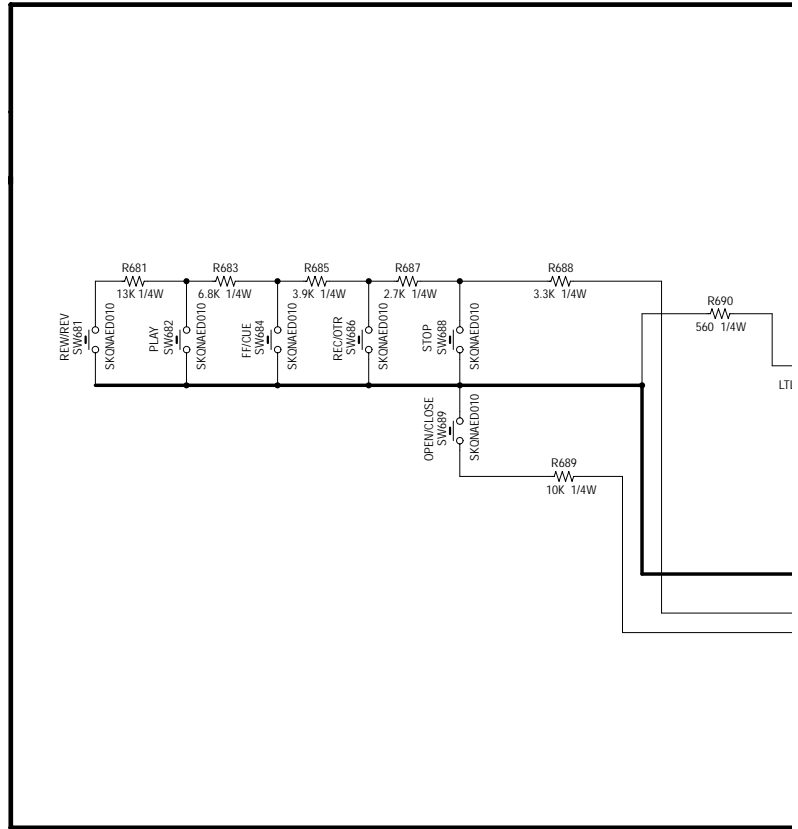 R681
13K 1/4W
R683
6.8K 1/4W
R685
3.9K 1/4W
R687
2.7K 1/4W
R688
3.3K 1/4W
R690
560 1/4W
REW/REV
SW681
SKQNAED010
PLAY
SW682
SKQNAED010
FF/CUE
SW684
SKQNAED010
REC/OTR
SW686
SKQNAED010
STOP
SW688
SKQNAED010
LTL
OPEN/CLOSE
SW689
SKQNAED010
R689
10K 1/4W